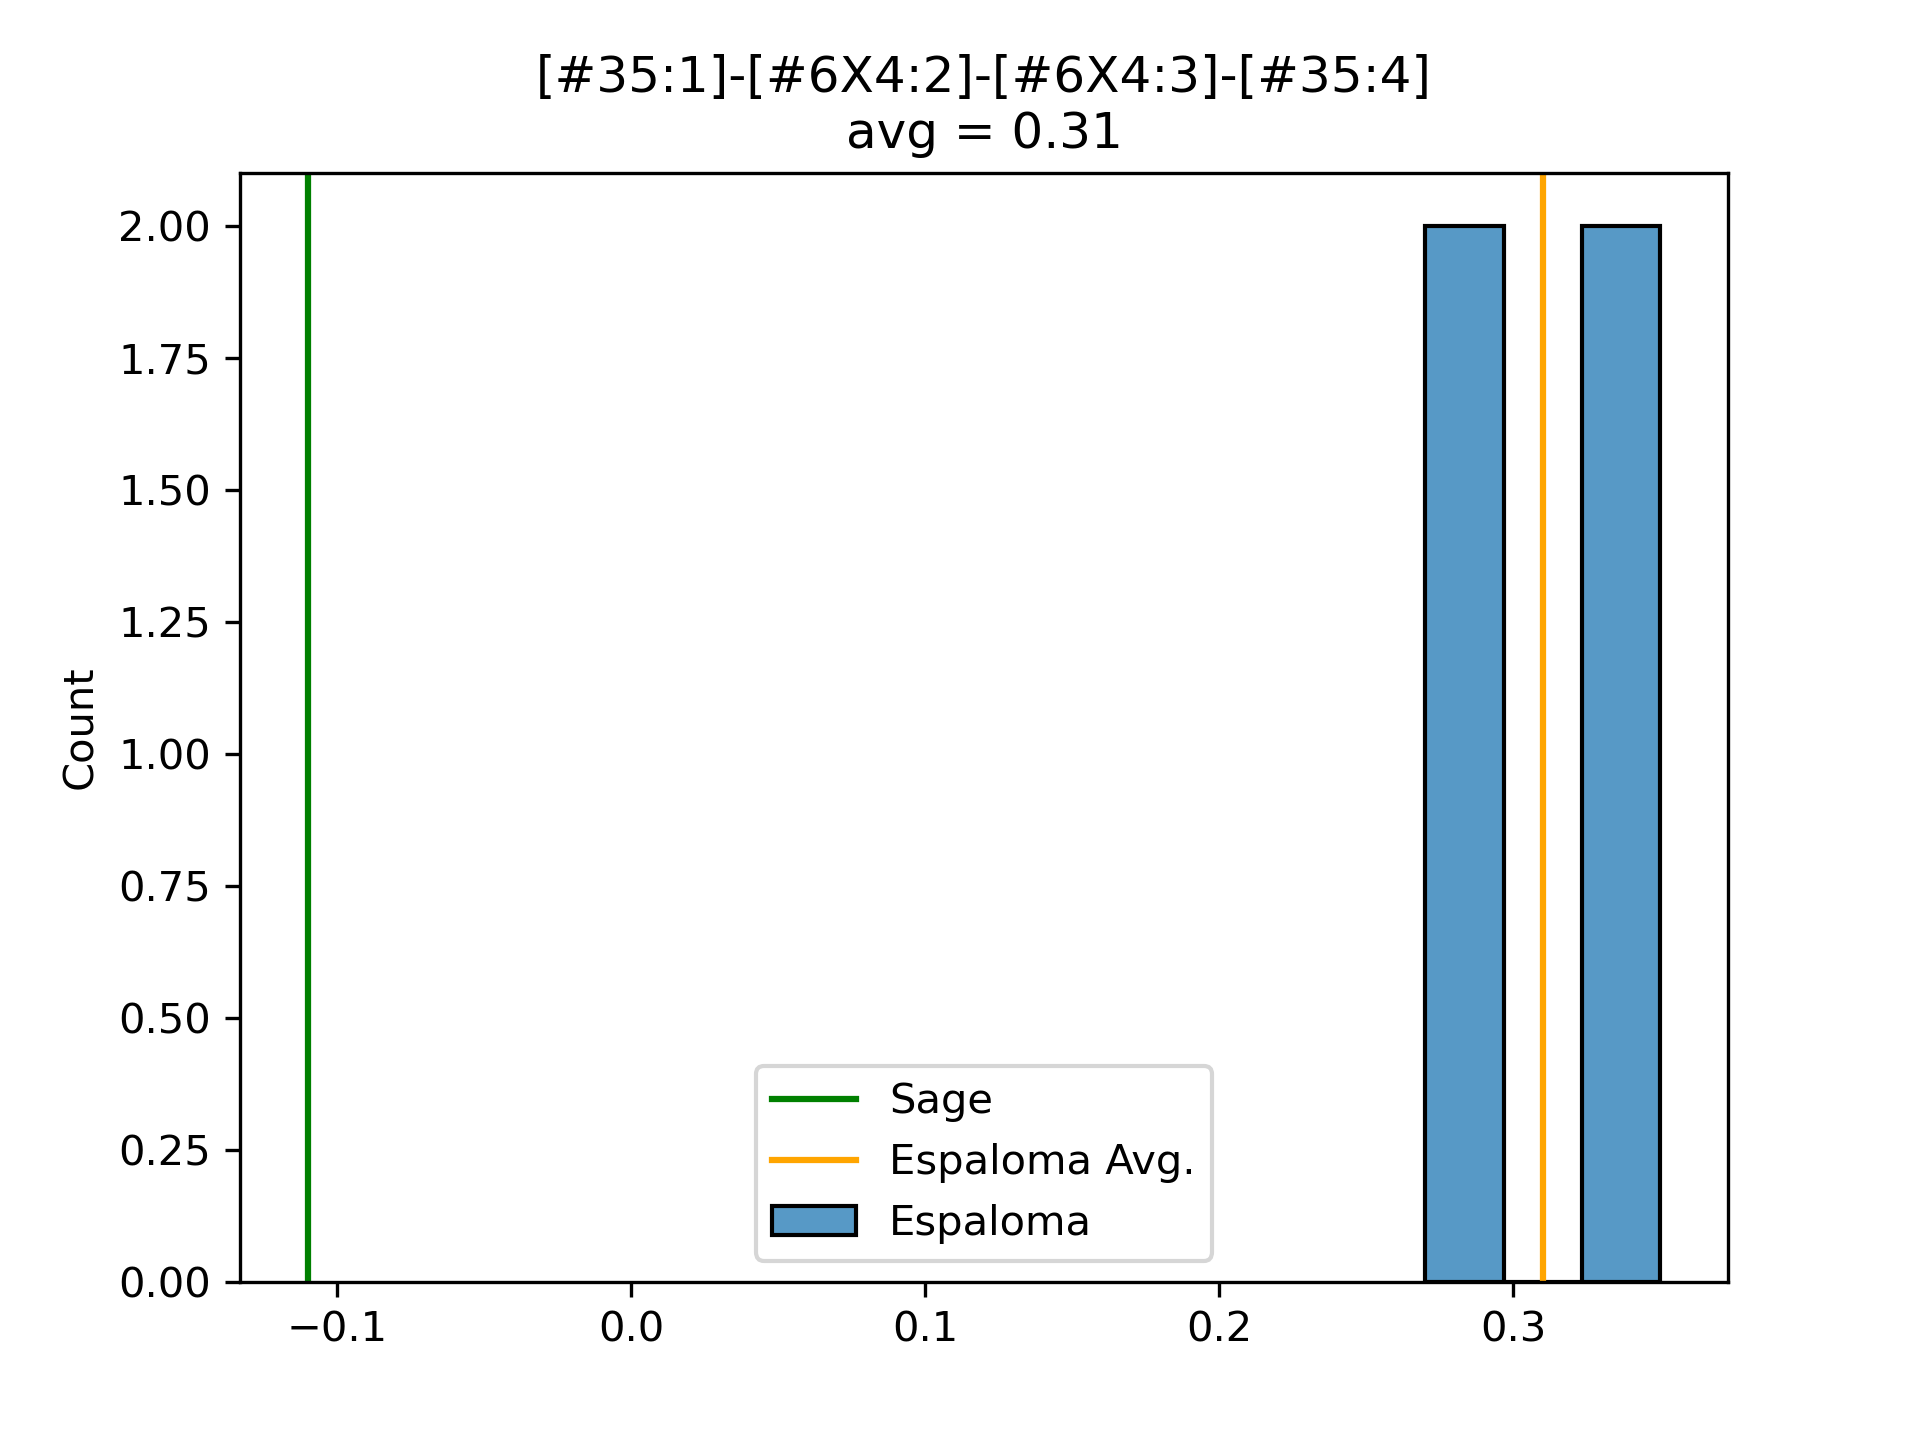 [#35:1]-[#6X4:2]-[#6X4:3]-[#35:4]
avg = 0.31
2.00
1.75
1.50
1.25
1.00
0.75
0.50
0.25
0.00
Count
Sage
Espaloma Avg.
Espaloma
−0.1 0.0 0.1 0.2 0.3